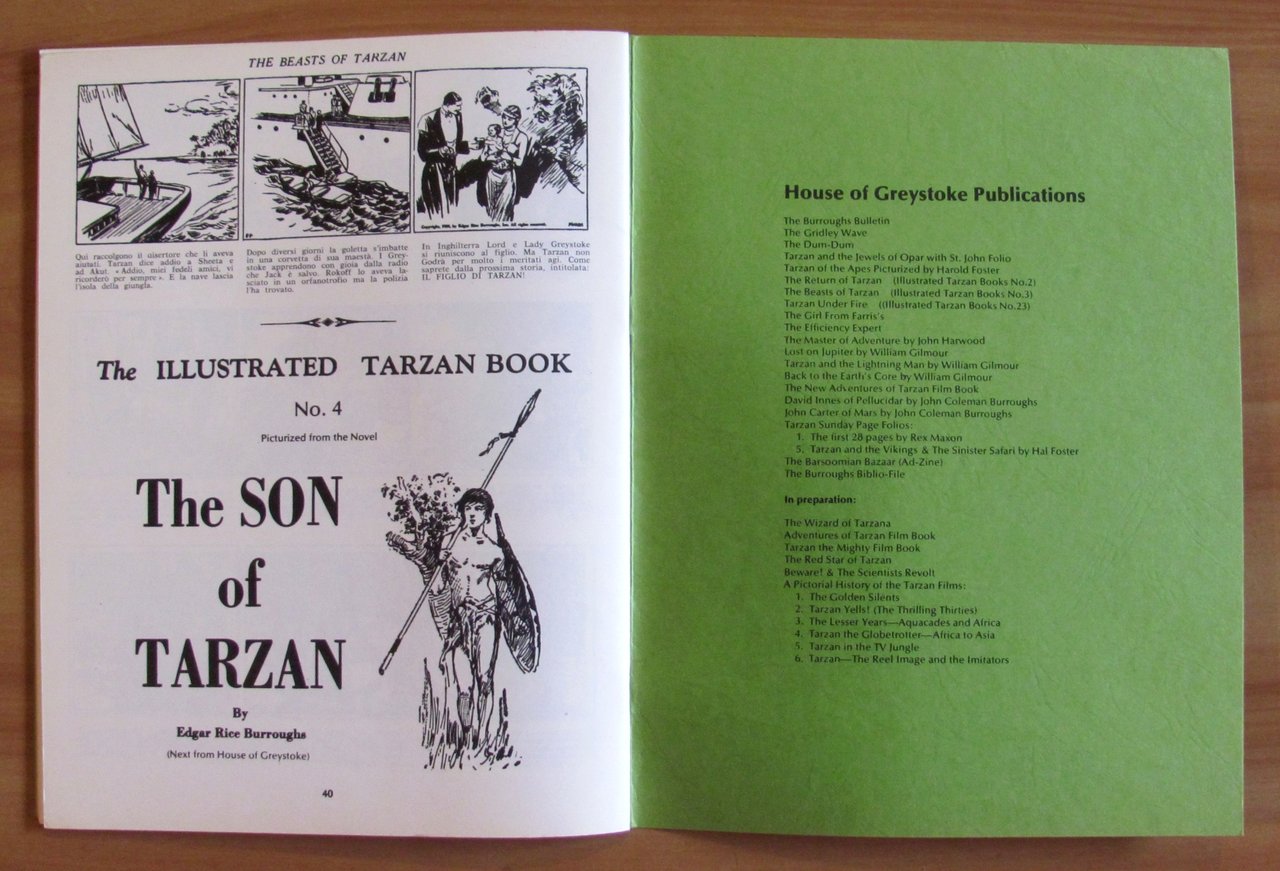 THE BEASTS OF TARZAN
Copyright, 1929, by Edgar Rice Burroughs, Inc. All rights reserved.
Qui raccolgono il disertore che li aveva
aiutati. Tarzan dice addio a Sheeta e
ad Akut. «Addio, miei fedeli amici, vi
ricorderò per sempre». E la nave lascia
l'isola della giungla.
Dopo diversi giorni la goletta s'imbatte
in una corvetta di sua maestà. I Grey-
stoke apprendono con gioia dalla radio
che Jack è salvo. Rokoff lo aveva la-
sciato in un orfanotrofio ma la polizia
l'ha trovato.
In Inghilterra Lord e Lady Greystoke
si riuniscono al figlio. Ma Tarzan non
Godrà per molto i meritati agi. Come
saprete dalla prossima storia, intitolata:
IL FIGLIO DI TARZAN!
The ILLUSTRATED TARZAN BOOK
No. 4
Picturized from the Novel
The SON
of
TARZAN
By
Edgar Rice Burroughs
(Next from House of Greystoke)
40
House of Greystoke Publications
The Burroughs Bulletin
The Gridley Wave
The Dum-Dum
Tarzan and the Jewels of Opar with St. John Folio
Tarzan of the Apes Picturized by Harold Foster
The Return of Tarzan (Illustrated Tarzan Books No.2)
The Beasts of Tarzan (Illustrated Tarzan Books No.3)
Tarzan Under Fire ((Illustrated Tarzan Books No.23)
The Girl From Farris's
The Efficiency Expert
The Master of Adventure by John Harwood
Lost on Jupiter by William Gilmour
Tarzan and the Lightning Man by William Gilmour
Back to the Earth's Core by William Gilmour
The New Adventures of Tarzan Film Book
David Innes of Pellucidar by John Coleman Burroughs
John Carter of Mars by John Coleman Burroughs
Tarzan Sunday Page Folios:
1. The first 28 pages by Rex Maxon
5. Tarzan and the Vikings & The Sinister Safari by Hal Foster
The Barsoomian Bazaar (Ad-Zine)
The Burroughs Biblio-File
In preparation:
The Wizard of Tarzana
Adventures of Tarzan Film Book
Tarzan the Mighty Film Book
The Red Star of Tarzan
Beware! & The Scientists Revolt
A Pictorial History of the Tarzan Films:
1. The Golden Silents
2. Tarzan Yells! (The Thrilling Thirties)
3. The Lesser Years—Aquacades and Africa
4. Tarzan the Globetrotter—Africa to Asia
5. Tarzan in the TV Jungle
6. Tarzan—The Reel Image and the Imitators